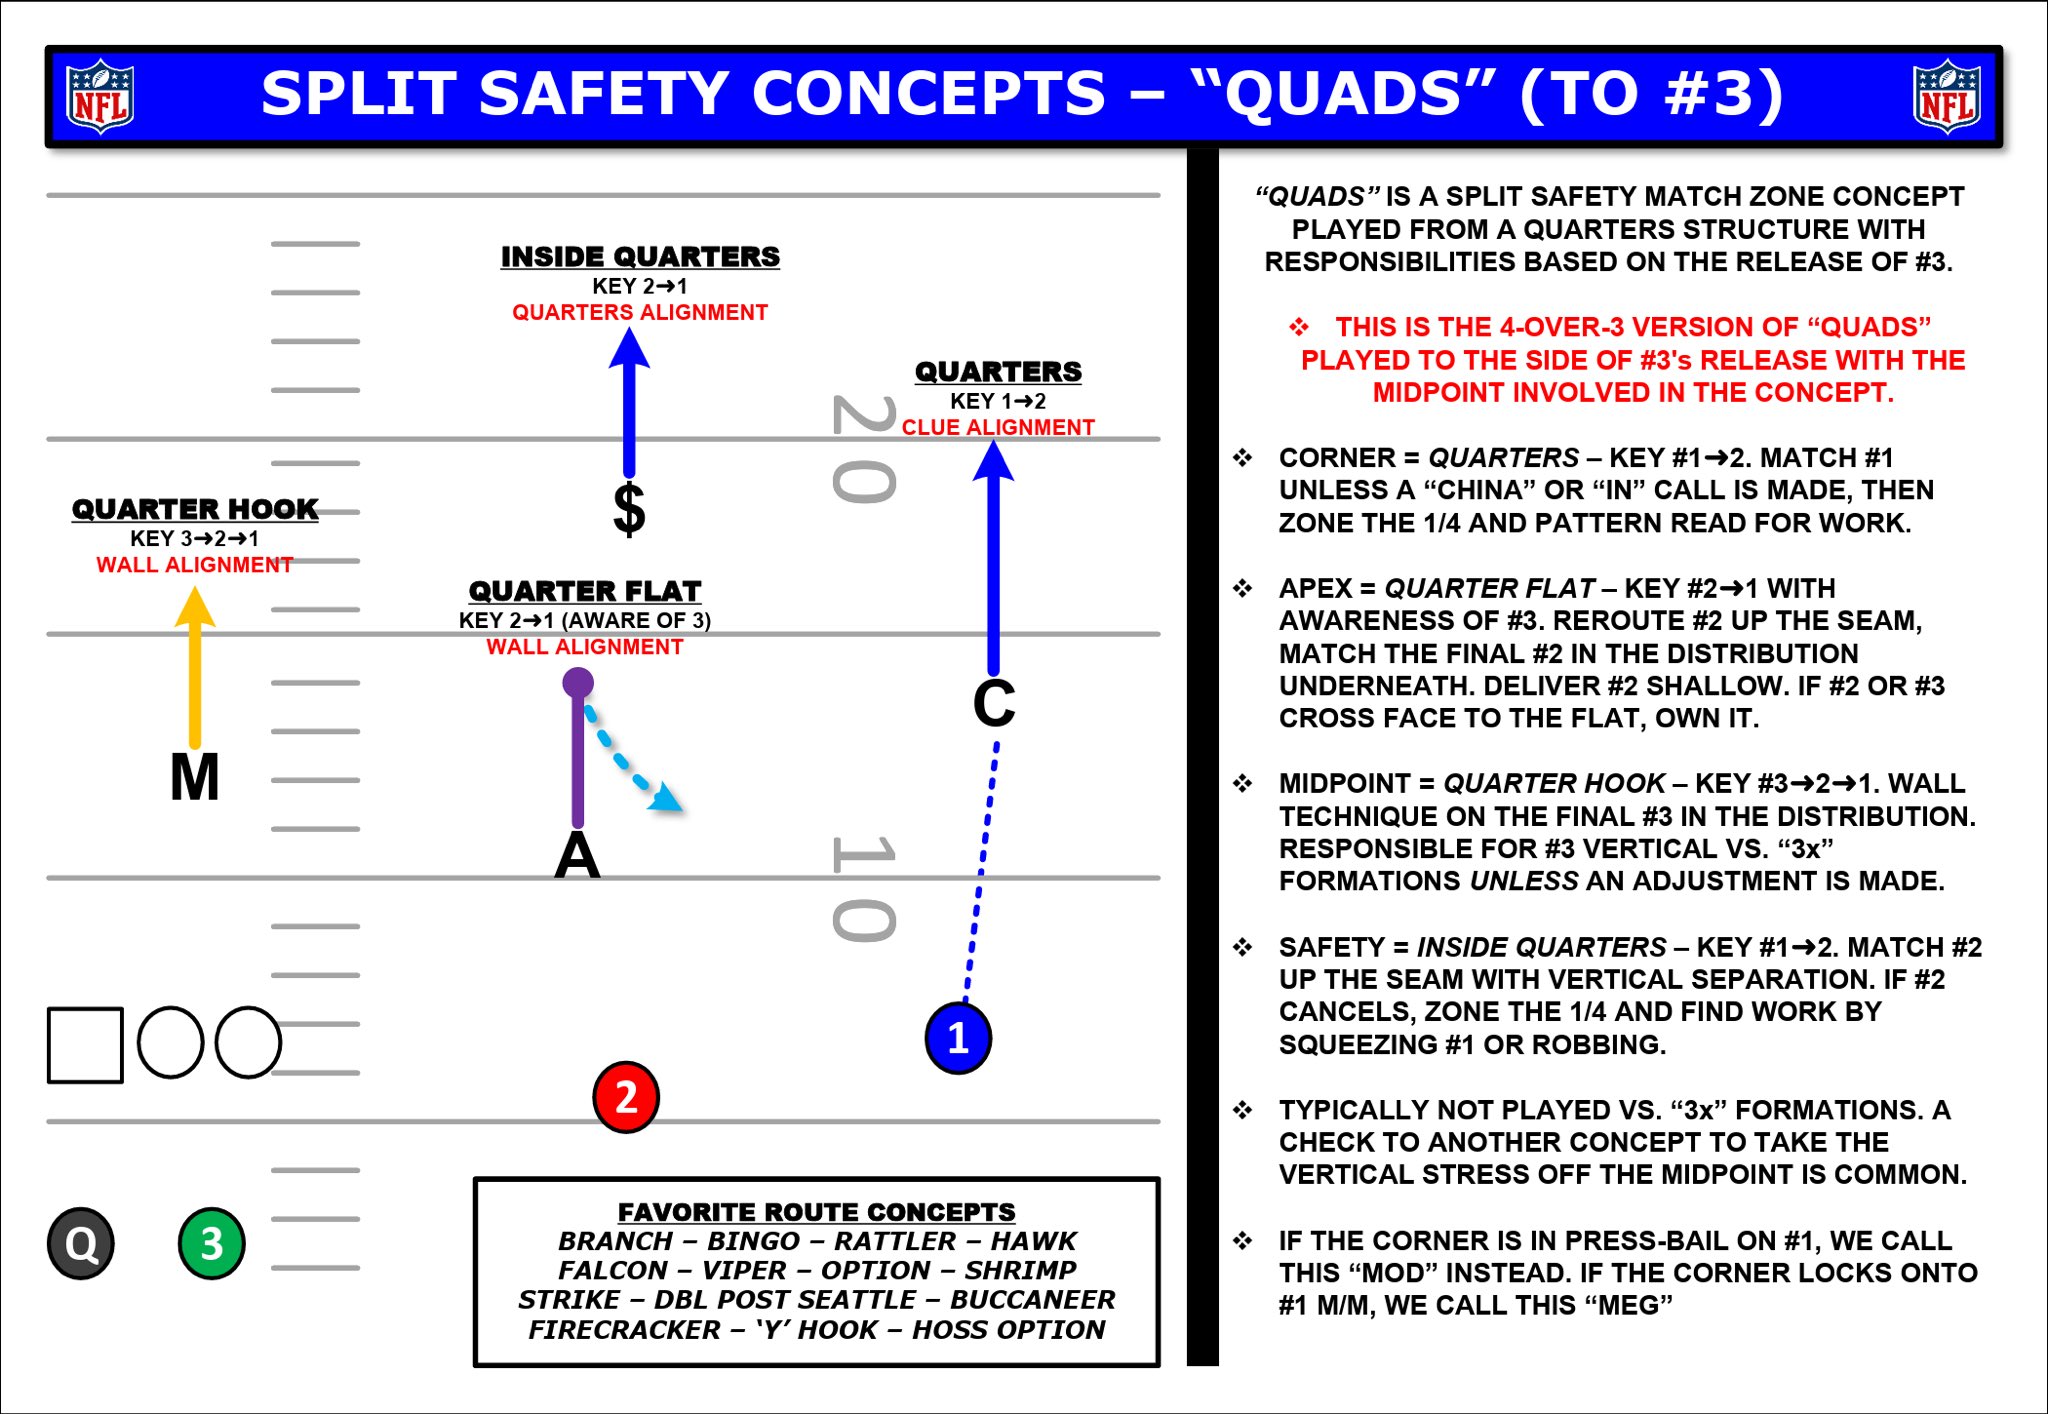 NFL
SPLIT SAFETY CONCEPTS – “QUADS” (TO #3)
NFL
INSIDE QUARTERS
KEY 2➜1
QUARTERS ALIGNMENT
QUARTERS
KEY 1➜2
CLUE ALIGNMENT
20
QUARTER HOOK
KEY 3➜2➜1
WALL ALIGNMENT
$
QUARTER FLAT
KEY 2➜1 (AWARE OF 3)
WALL ALIGNMENT
C
M
A
10
1
2
Q
3
FAVORITE ROUTE CONCEPTS
BRANCH – BINGO – RATTLER – HAWK
FALCON – VIPER – OPTION – SHRIMP
STRIKE – DBL POST SEATTLE – BUCCANEER
FIRECRACKER – ‘Y’ HOOK – HOSS OPTION
“QUADS” IS A SPLIT SAFETY MATCH ZONE CONCEPT
PLAYED FROM A QUARTERS STRUCTURE WITH
RESPONSIBILITIES BASED ON THE RELEASE OF #3.
❖ THIS IS THE 4-OVER-3 VERSION OF “QUADS”
PLAYED TO THE SIDE OF #3's RELEASE WITH THE
MIDPOINT INVOLVED IN THE CONCEPT.
❖ CORNER = QUARTERS – KEY #1➜2. MATCH #1
UNLESS A “CHINA” OR “IN” CALL IS MADE, THEN
ZONE THE 1/4 AND PATTERN READ FOR WORK.
❖ APEX = QUARTER FLAT – KEY #2➜1 WITH
AWARENESS OF #3. REROUTE #2 UP THE SEAM,
MATCH THE FINAL #2 IN THE DISTRIBUTION
UNDERNEATH. DELIVER #2 SHALLOW. IF #2 OR #3
CROSS FACE TO THE FLAT, OWN IT.
❖ MIDPOINT = QUARTER HOOK – KEY #3➜2➜1. WALL
TECHNIQUE ON THE FINAL #3 IN THE DISTRIBUTION.
RESPONSIBLE FOR #3 VERTICAL VS. “3x”
FORMATIONS UNLESS AN ADJUSTMENT IS MADE.
❖ SAFETY = INSIDE QUARTERS – KEY #1➜2. MATCH #2
UP THE SEAM WITH VERTICAL SEPARATION. IF #2
CANCELS, ZONE THE 1/4 AND FIND WORK BY
SQUEEZING #1 OR ROBBING.
❖ TYPICALLY NOT PLAYED VS. “3x” FORMATIONS. A
CHECK TO ANOTHER CONCEPT TO TAKE THE
VERTICAL STRESS OFF THE MIDPOINT IS COMMON.
❖ IF THE CORNER IS IN PRESS-BAIL ON #1, WE CALL
THIS “MOD” INSTEAD. IF THE CORNER LOCKS ONTO
#1 M/M, WE CALL THIS “MEG”